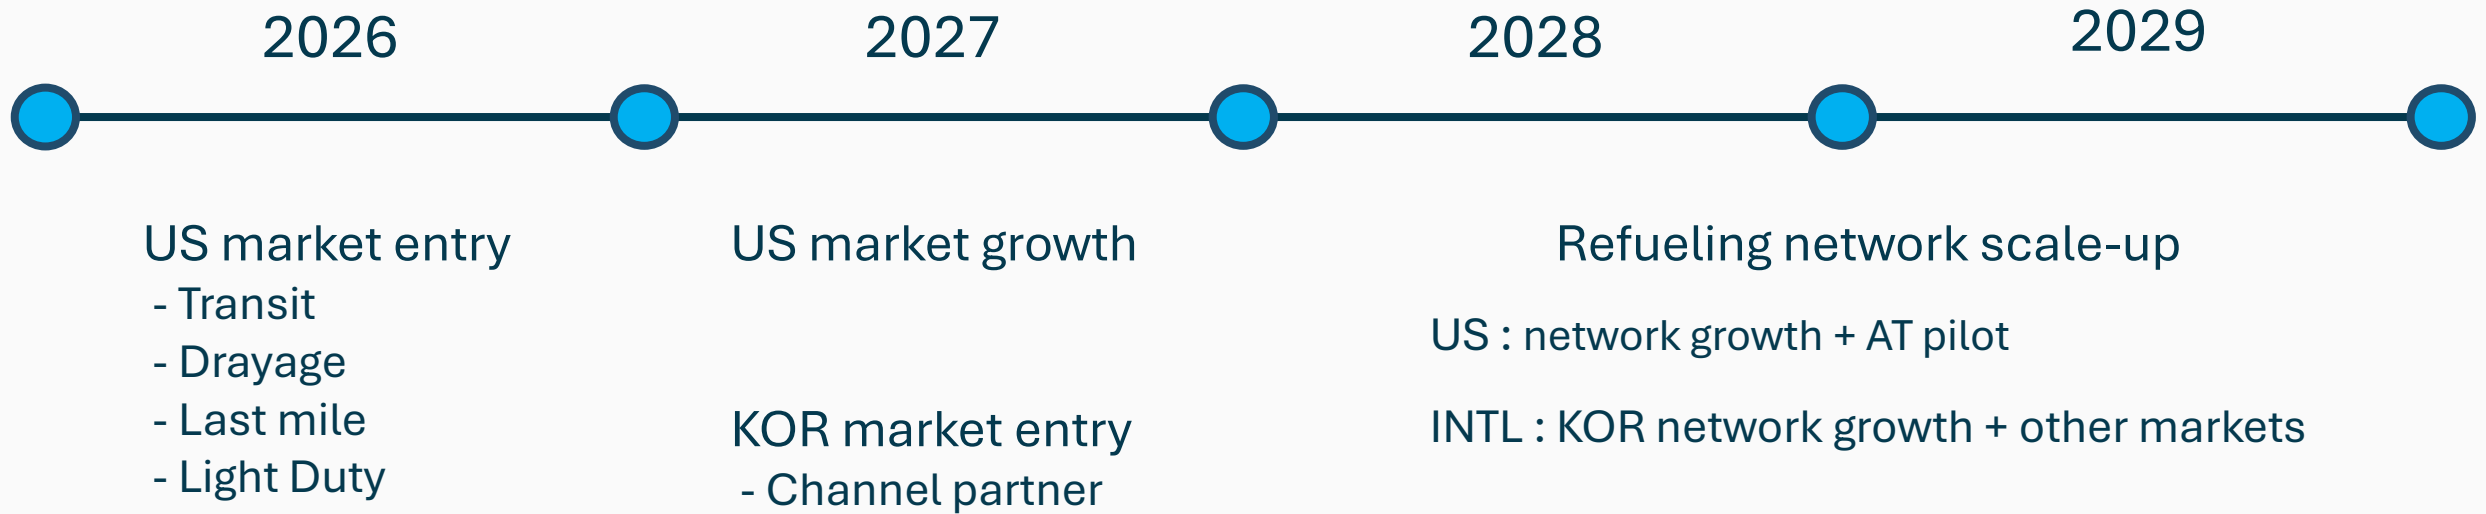 2026
2027
2028
2029
US market entry
- Transit
- Drayage
- Last mile
- Light Duty
US market growth
KOR market entry
- Channel partner
Refueling network scale-up
US : network growth + AT pilot
INTL : KOR network growth + other markets